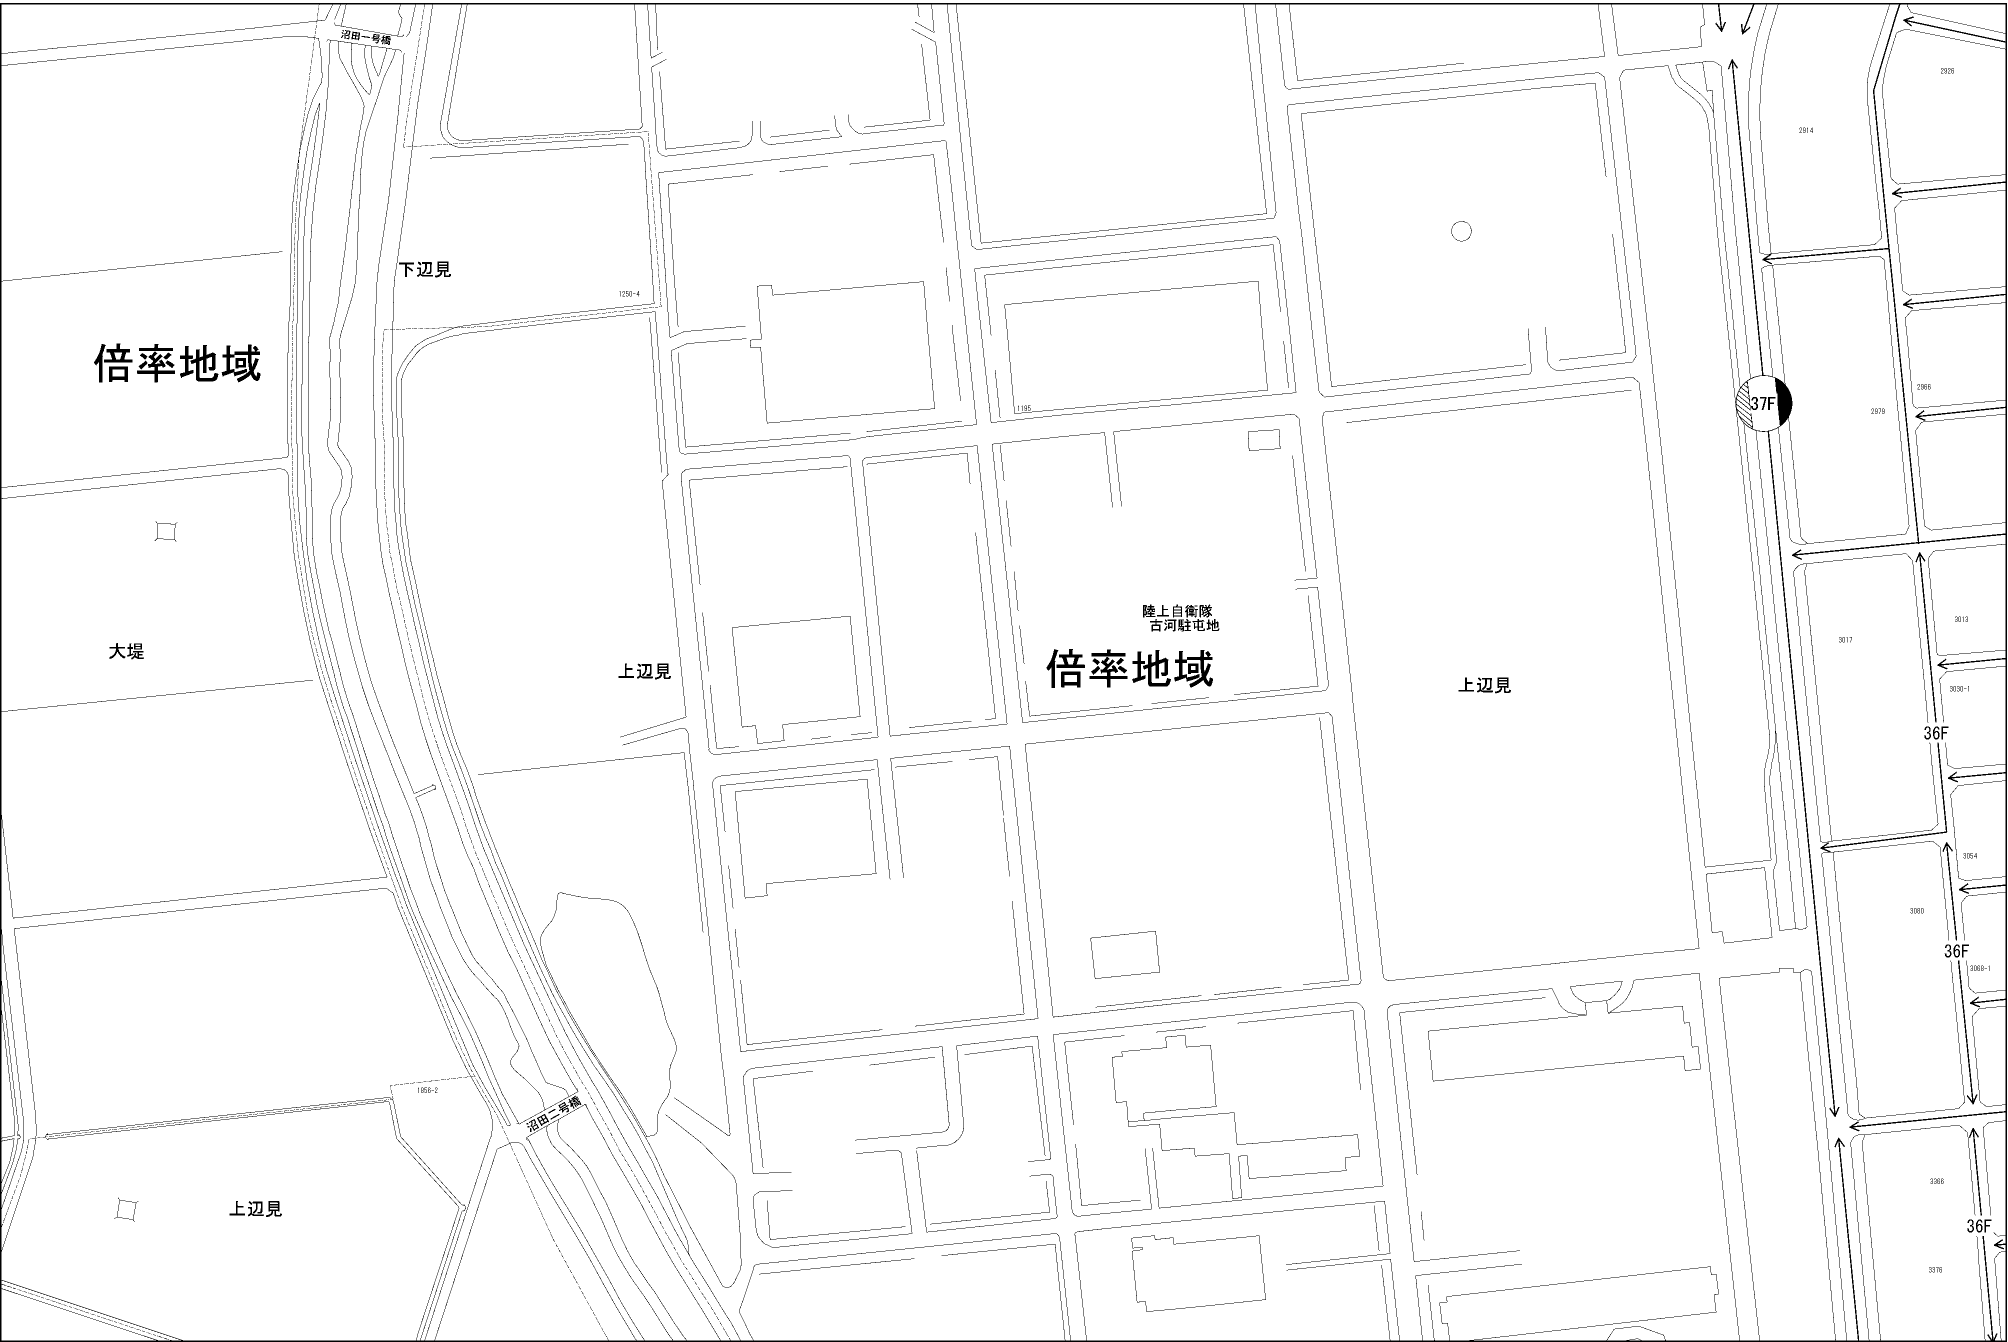 沼田一号橋
2926
2914
下辺見
1250-4
倍率地域
2966
37F
1195
2979
陸上自衛隊
古河駐屯地
3013
3017
大堤
倍率地域
上辺見
上辺見
3030-1
36F
3054
3080
36F
3068-1
1856-2
沼田二号橋
3366
上辺見
36F
3376